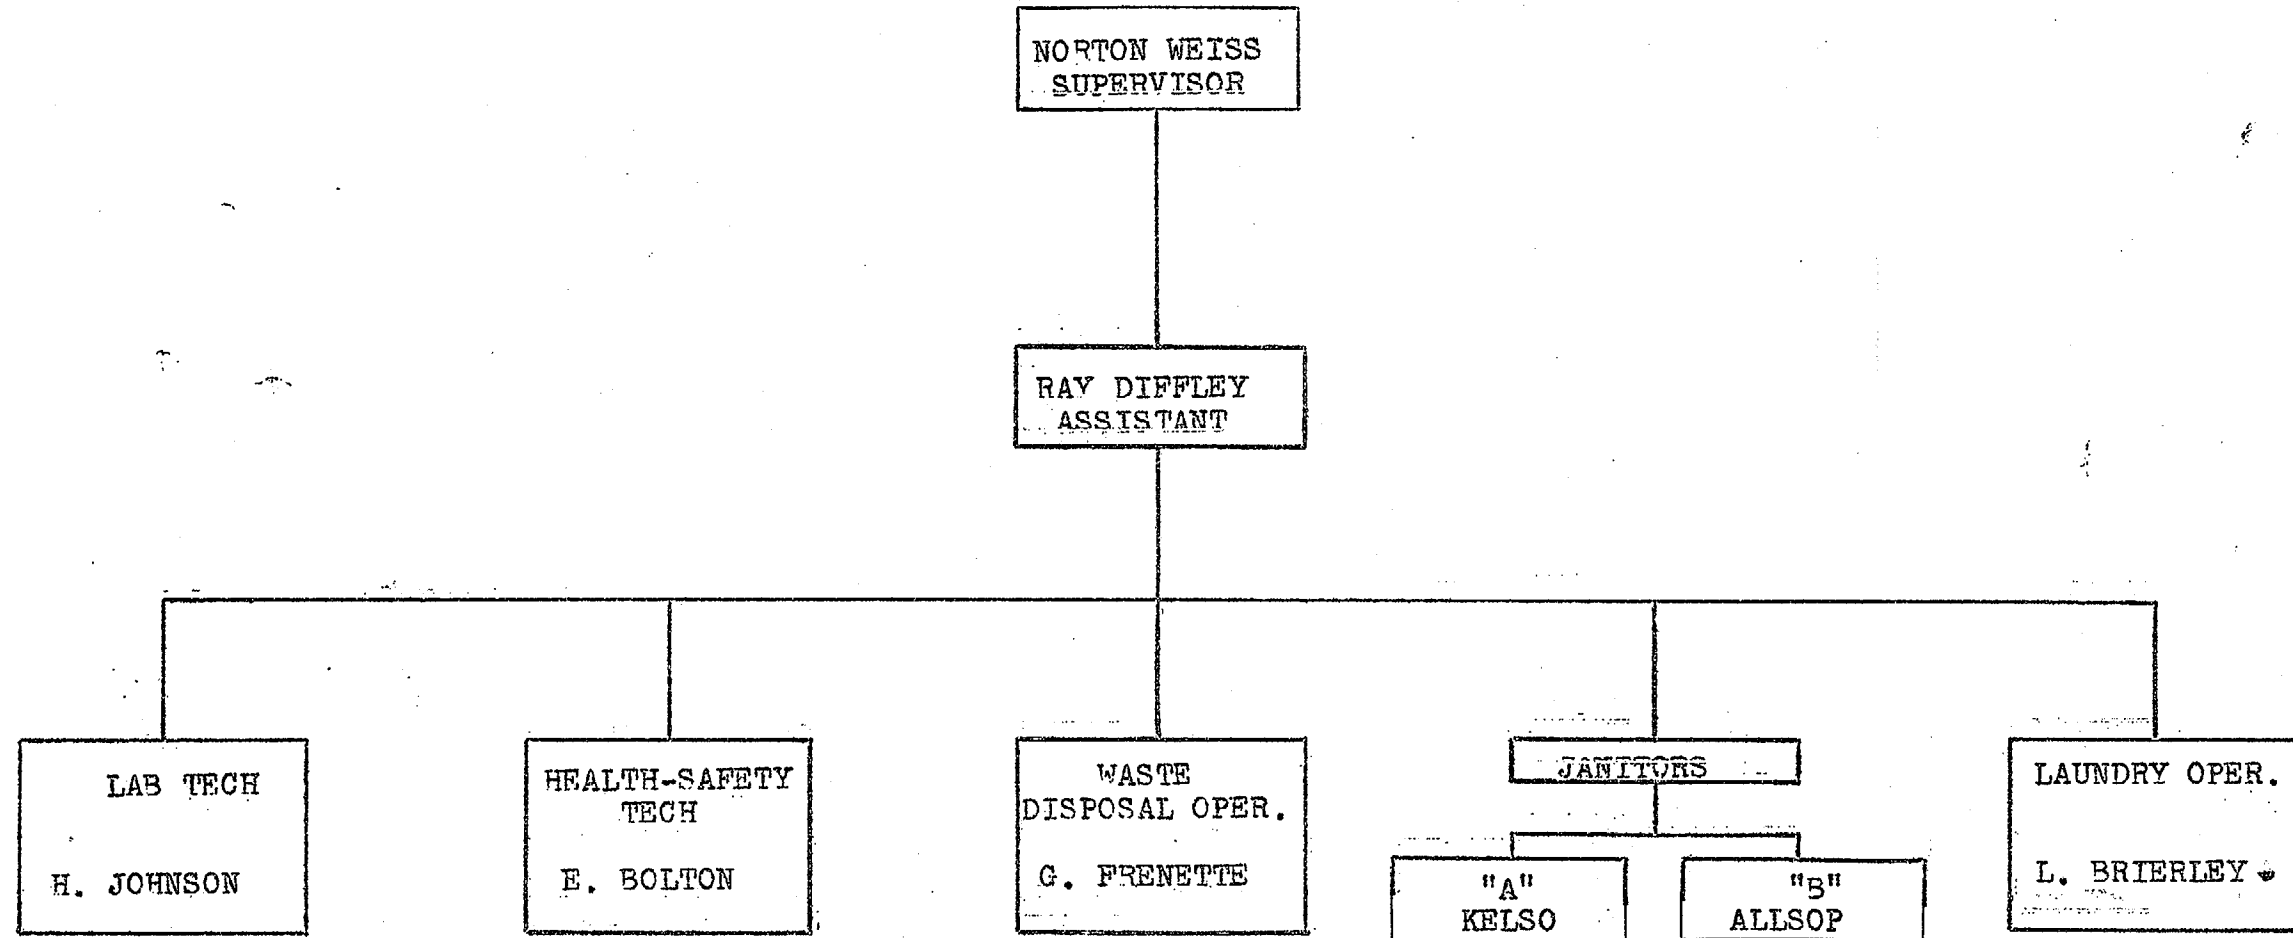 NORTON WEISS
SUPERVISOR
RAY DIFFLEY
ASSISTANT
LAB TECH
H. JOHNSON
HEALTH-SAFETY
TECH
E. BOLTON
WASTE
DISPOSAL OPER.
G. FRENETTE
JANITORS
"A"
KELSO
"B"
ALLSOP
LAUNDRY OPER.
L. BRIERLEY